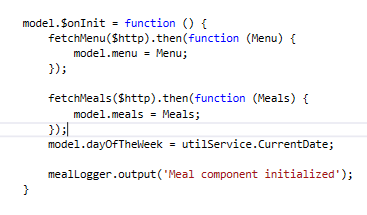 model.$onInit = function () {
    fetchMenu($http).then(function (Menu) {
        model.menu = Menu;
    });

    fetchMeals($http).then(function (Meals) {
        model.meals = Meals;
    });
    model.dayOfTheWeek = utilService.CurrentDate;

    mealLogger.output('Meal component initialized');
}